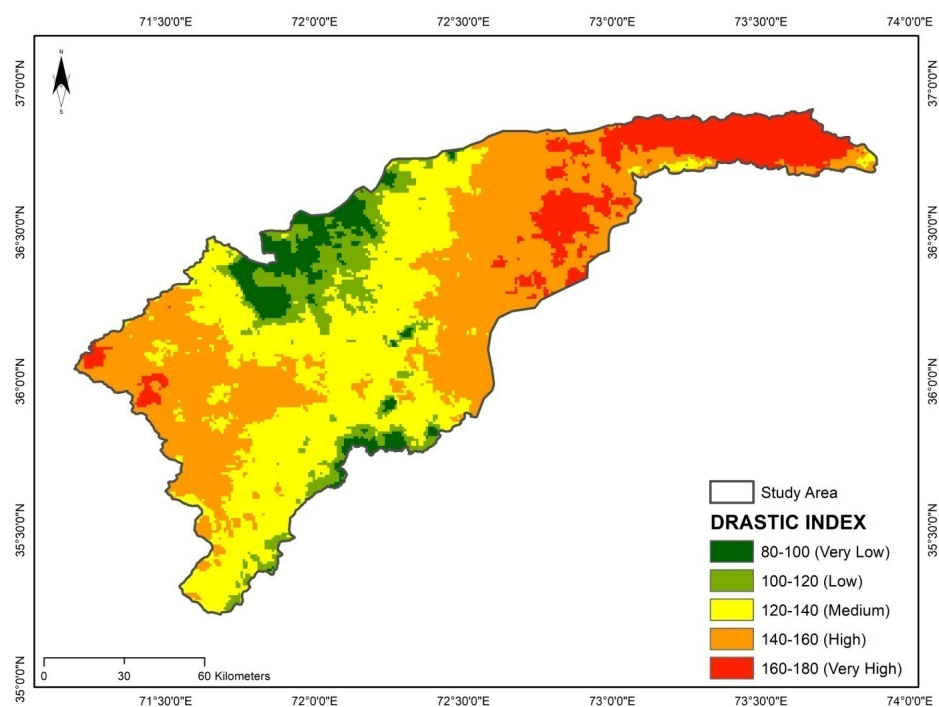 71°30'0"E 72°0'0"E 72°30'0"E 73°0'0"E 73°30'0"E 74°0'0"E
N
S
37°0'0"N 37°0'0"N
36°30'0"N 36°30'0"N
36°0'0"N 36°0'0"N
35°30'0"N 35°30'0"N
35°0'0"N 35°0'0"N
Study Area
DRASTIC INDEX
80-100 (Very Low)
100-120 (Low)
120-140 (Medium)
140-160 (High)
160-180 (Very High)
0 30 60 Kilometers
71°30'0"E 72°0'0"E 72°30'0"E 73°0'0"E 73°30'0"E 74°0'0"E